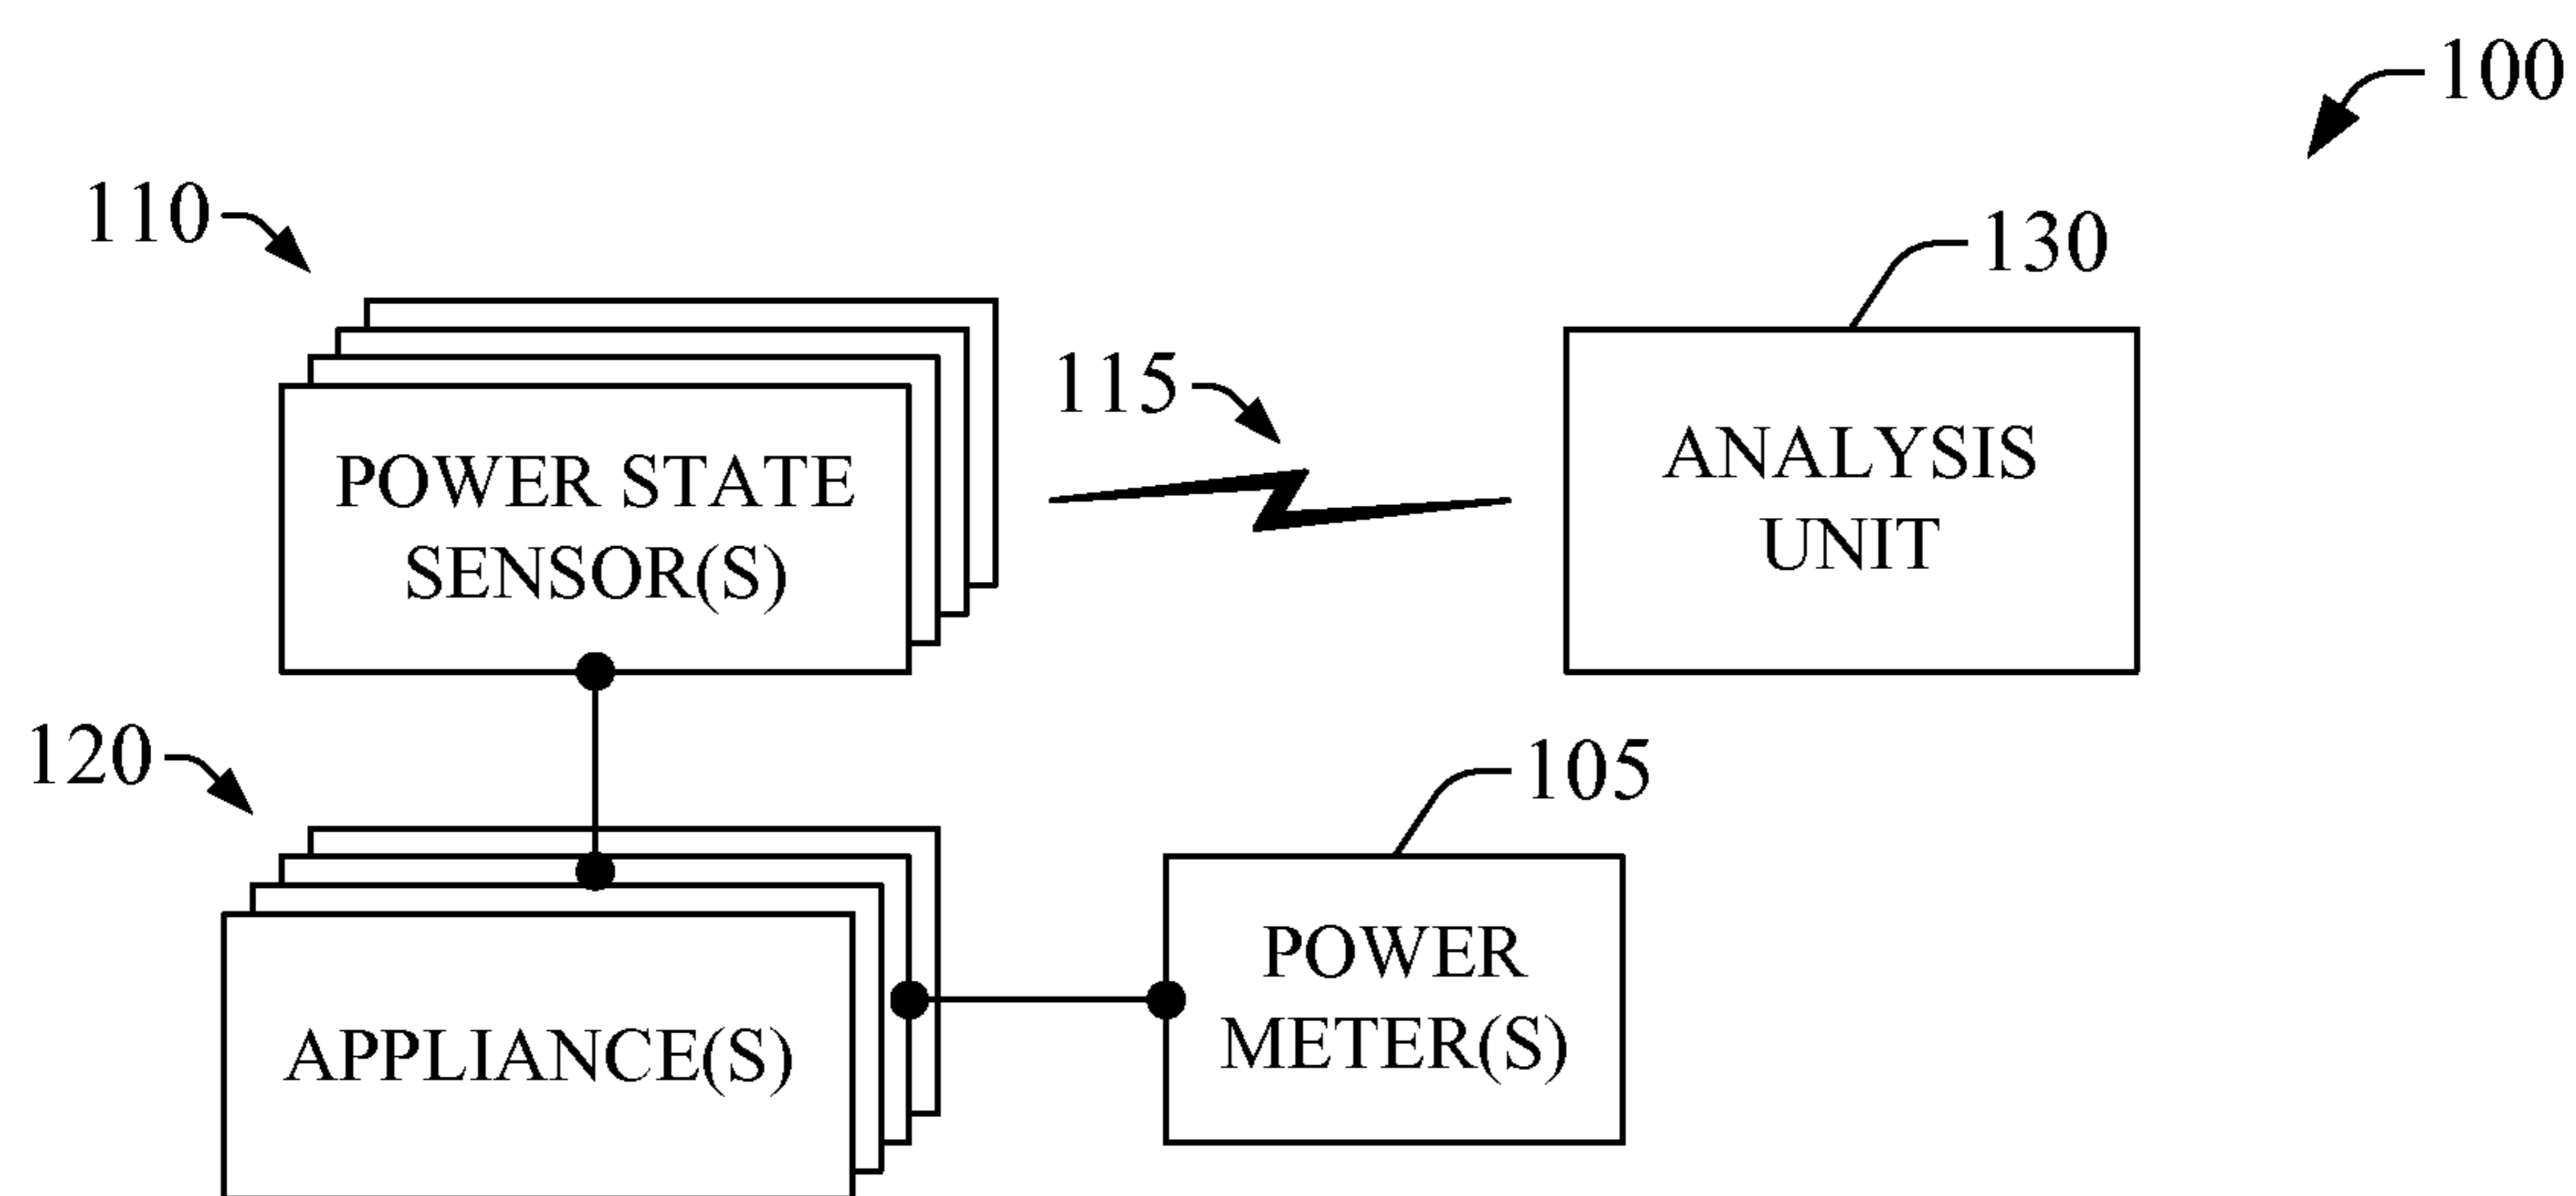 100
110
130
115
POWER STATE
SENSOR(S)
ANALYSIS
UNIT
120
105
POWER
METER(S)
APPLIANCE(S)